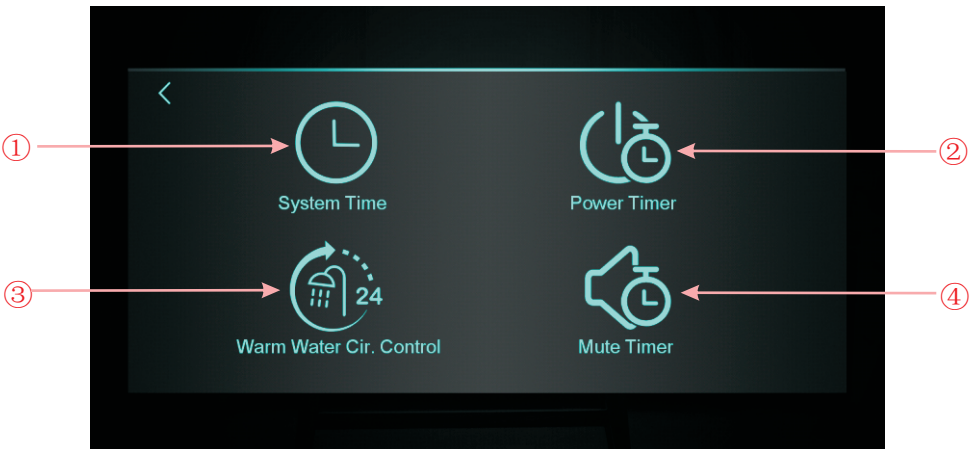 ① ②
System Time Power Timer
③ 24 ④
Warm Water Cir. Control Mute Timer